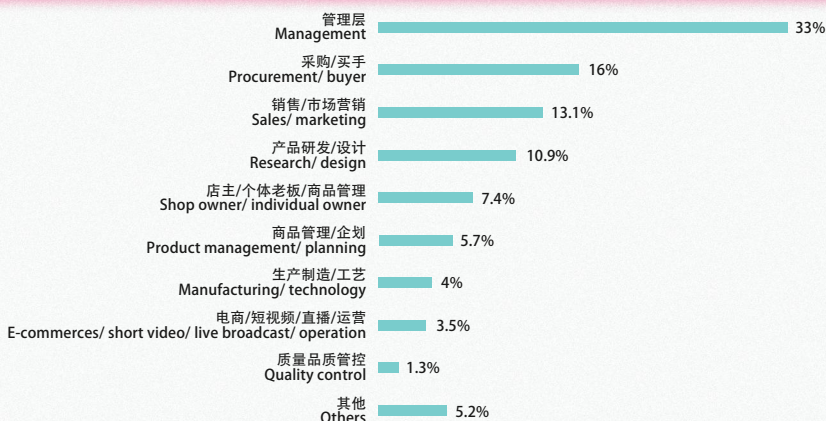 管理层
Management
33%
采购/买手
Procurement/ buyer
16%
销售/市场营销
Sales/ marketing
13.1%
产品研发/设计
Research/ design
10.9%
店主/个体老板/商品管理
Shop owner/ individual owner
7.4%
商品管理/企划
Product management/ planning
5.7%
生产制造/工艺
Manufacturing/ technology
4%
电商/短视频/直播/运营
E-commerces/ short video/ live broadcast/ operation
3.5%
质量品质管控
Quality control
1.3%
其他
Others
5.2%